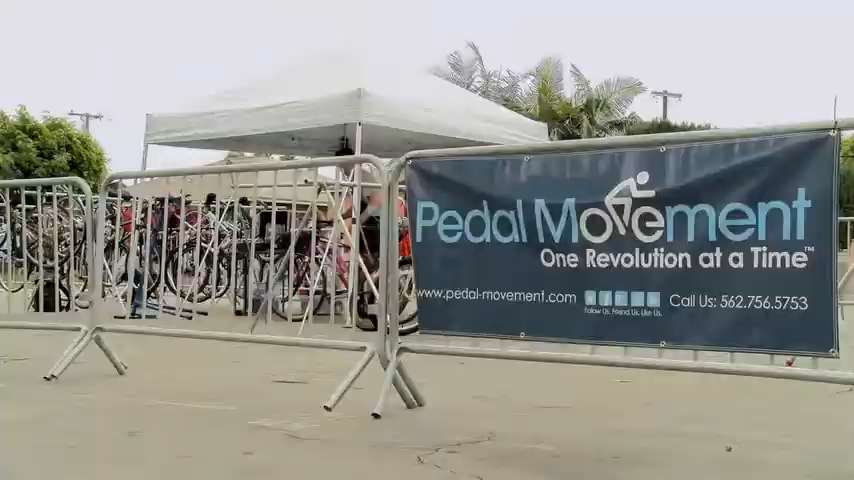 Pedal Movement
One Revolution at a Time™
www.pedal-movement.com
Follow Us. Friend Us. Like Us.
Call Us: 562.756.5753